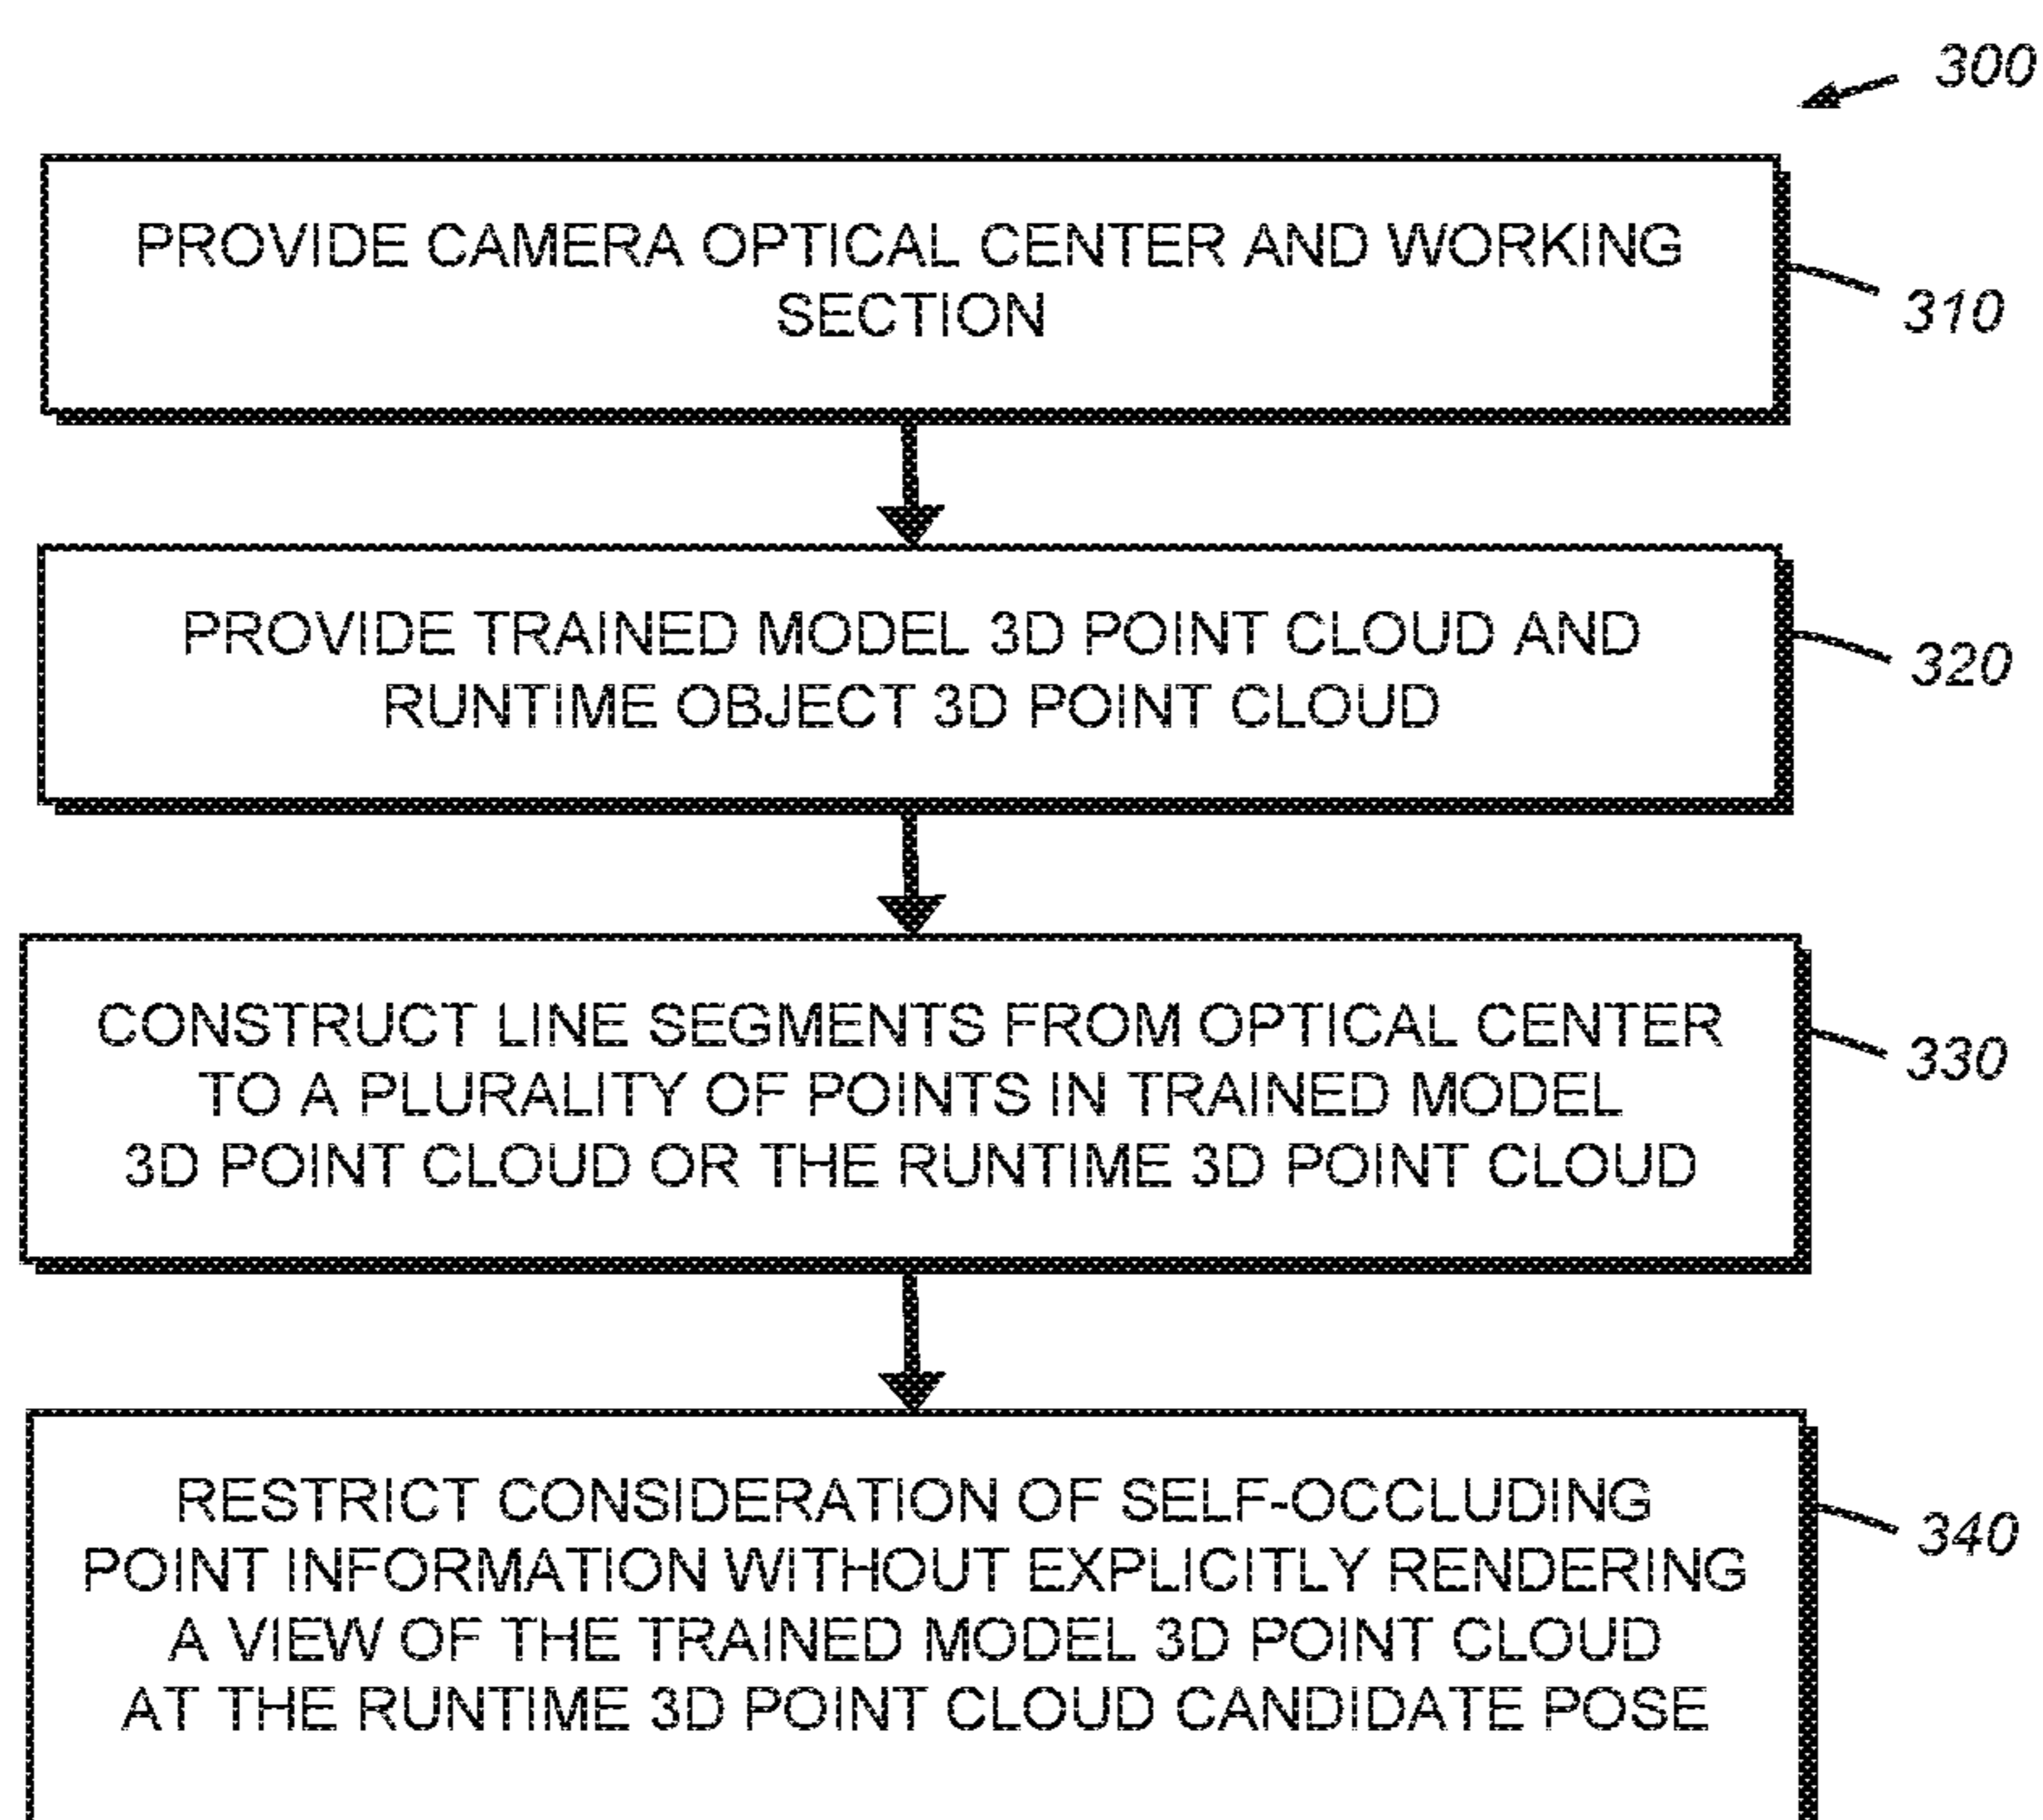 300
PROVIDE CAMERA OPTICAL CENTER AND WORKING
SECTION
310
PROVIDE TRAINED MODEL 3D POINT CLOUD AND
RUNTIME OBJECT 3D POINT CLOUD
320
CONSTRUCT LINE SEGMENTS FROM OPTICAL CENTER
TO A PLURALITY OF POINTS IN TRAINED MODEL
3D POINT CLOUD OR THE RUNTIME 3D POINT CLOUD
330
RESTRICT CONSIDERATION OF SELF-OCCLUDING
POINT INFORMATION WITHOUT EXPLICITLY RENDERING
A VIEW OF THE TRAINED MODEL 3D POINT CLOUD
AT THE RUNTIME 3D POINT CLOUD CANDIDATE POSE
340